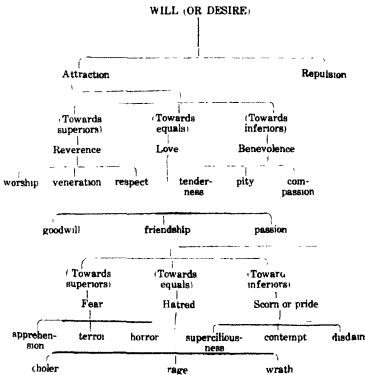 WILL (OR DESIRE)
Attraction Repulsion
(Towards (Towards (Towards
superiors) equals) inferiors)
Reverence Love Benevolence
worship veneration respect tender- pity com-
ness passion
goodwill friendship passion
(Towards (Towards (Toward
superiors) equals) inferiors)
Fear Hatred Scorn or pride
apprehen- terror horror supercilious- contempt disdain
sion ness
choler rage wrath